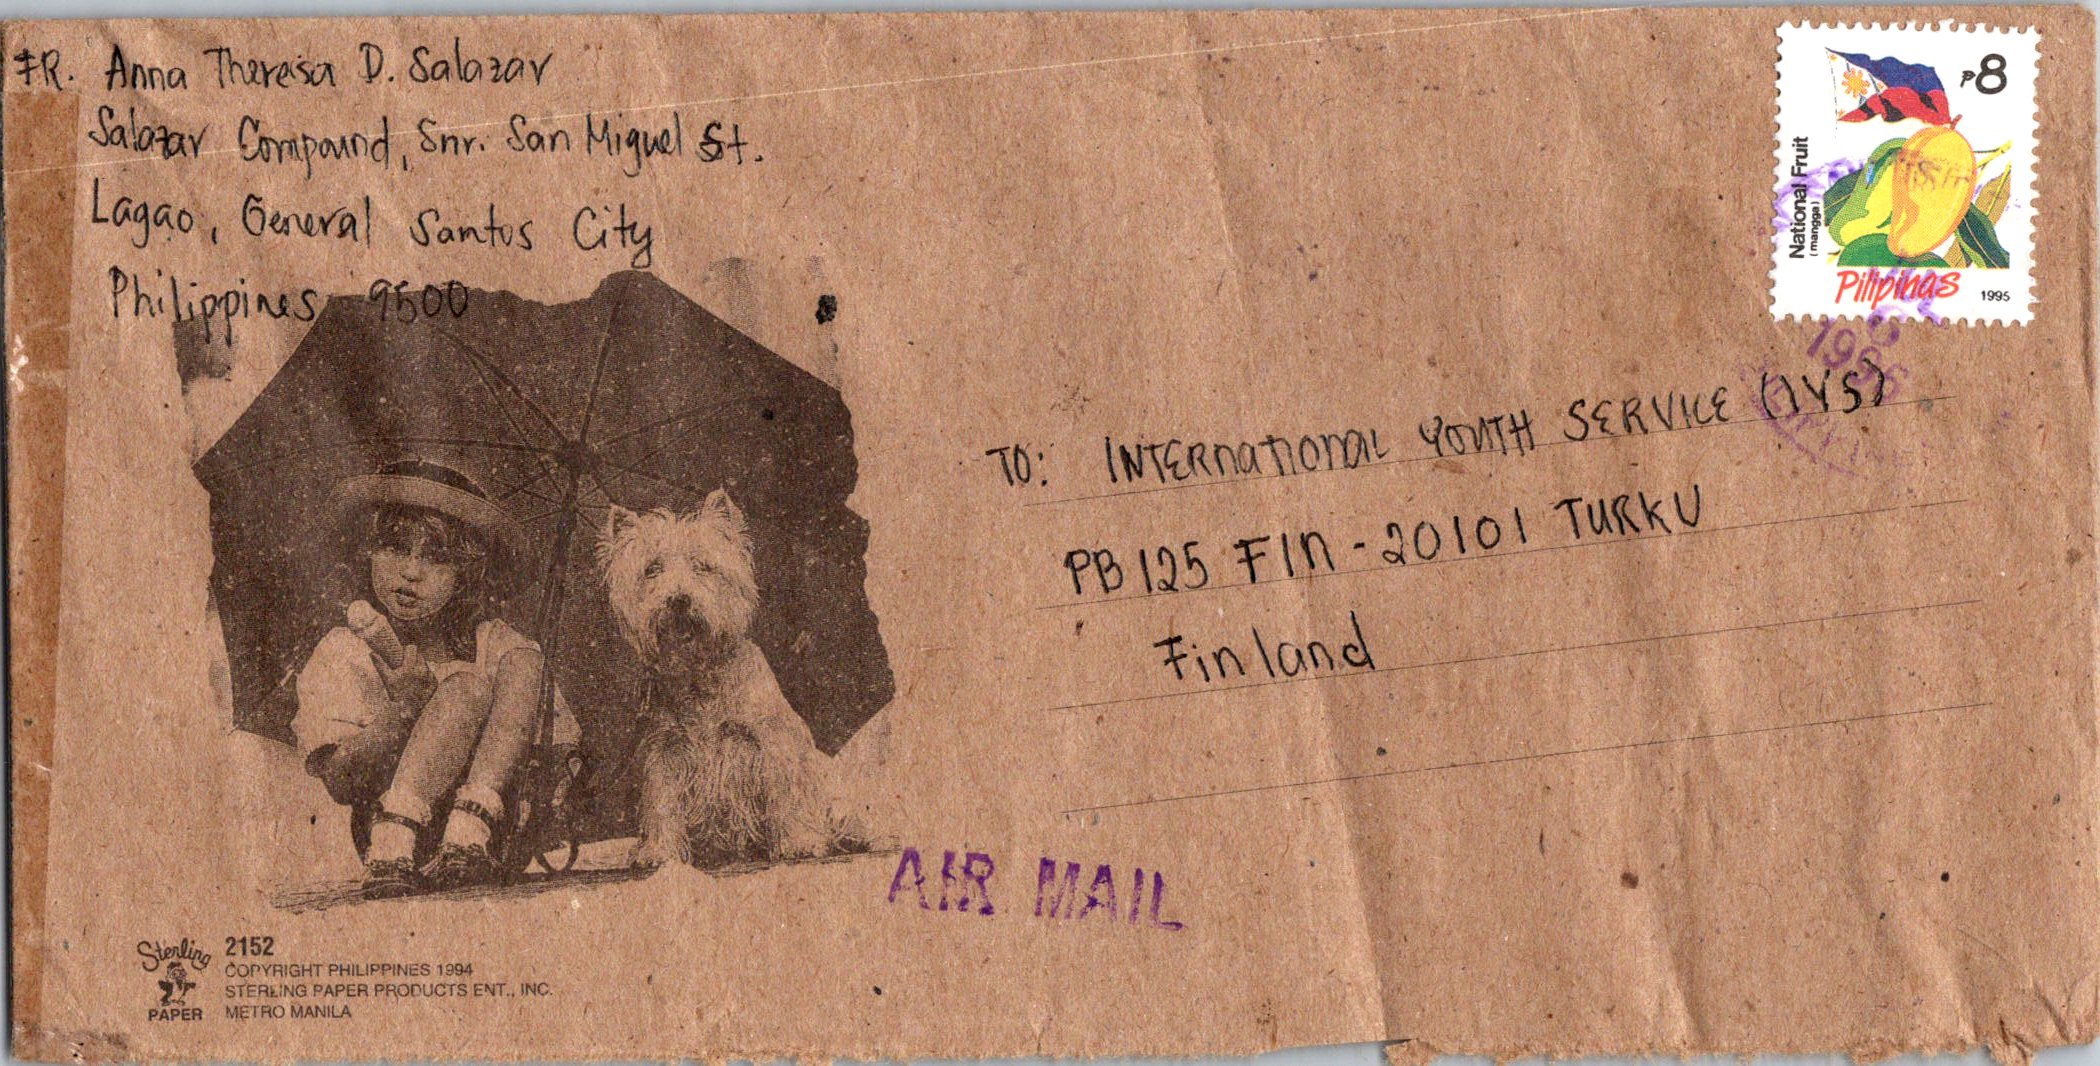 FR. Anna Theresa D. Salazar
Salazar Compound, Snr. San Miguel St.
Lagao, General Santos City
Philippines 9500
₱8
National Fruit
(mangga)
Pilipinas 1995
1996
TO: INTERNATIONAL YOUTH SERVICE (IYS)
PB 125 FIN - 20101 TURKU
Finland
AIR MAIL
Sterling
PAPER
2152
COPYRIGHT PHILIPPINES 1994
STERLING PAPER PRODUCTS ENT., INC.
METRO MANILA